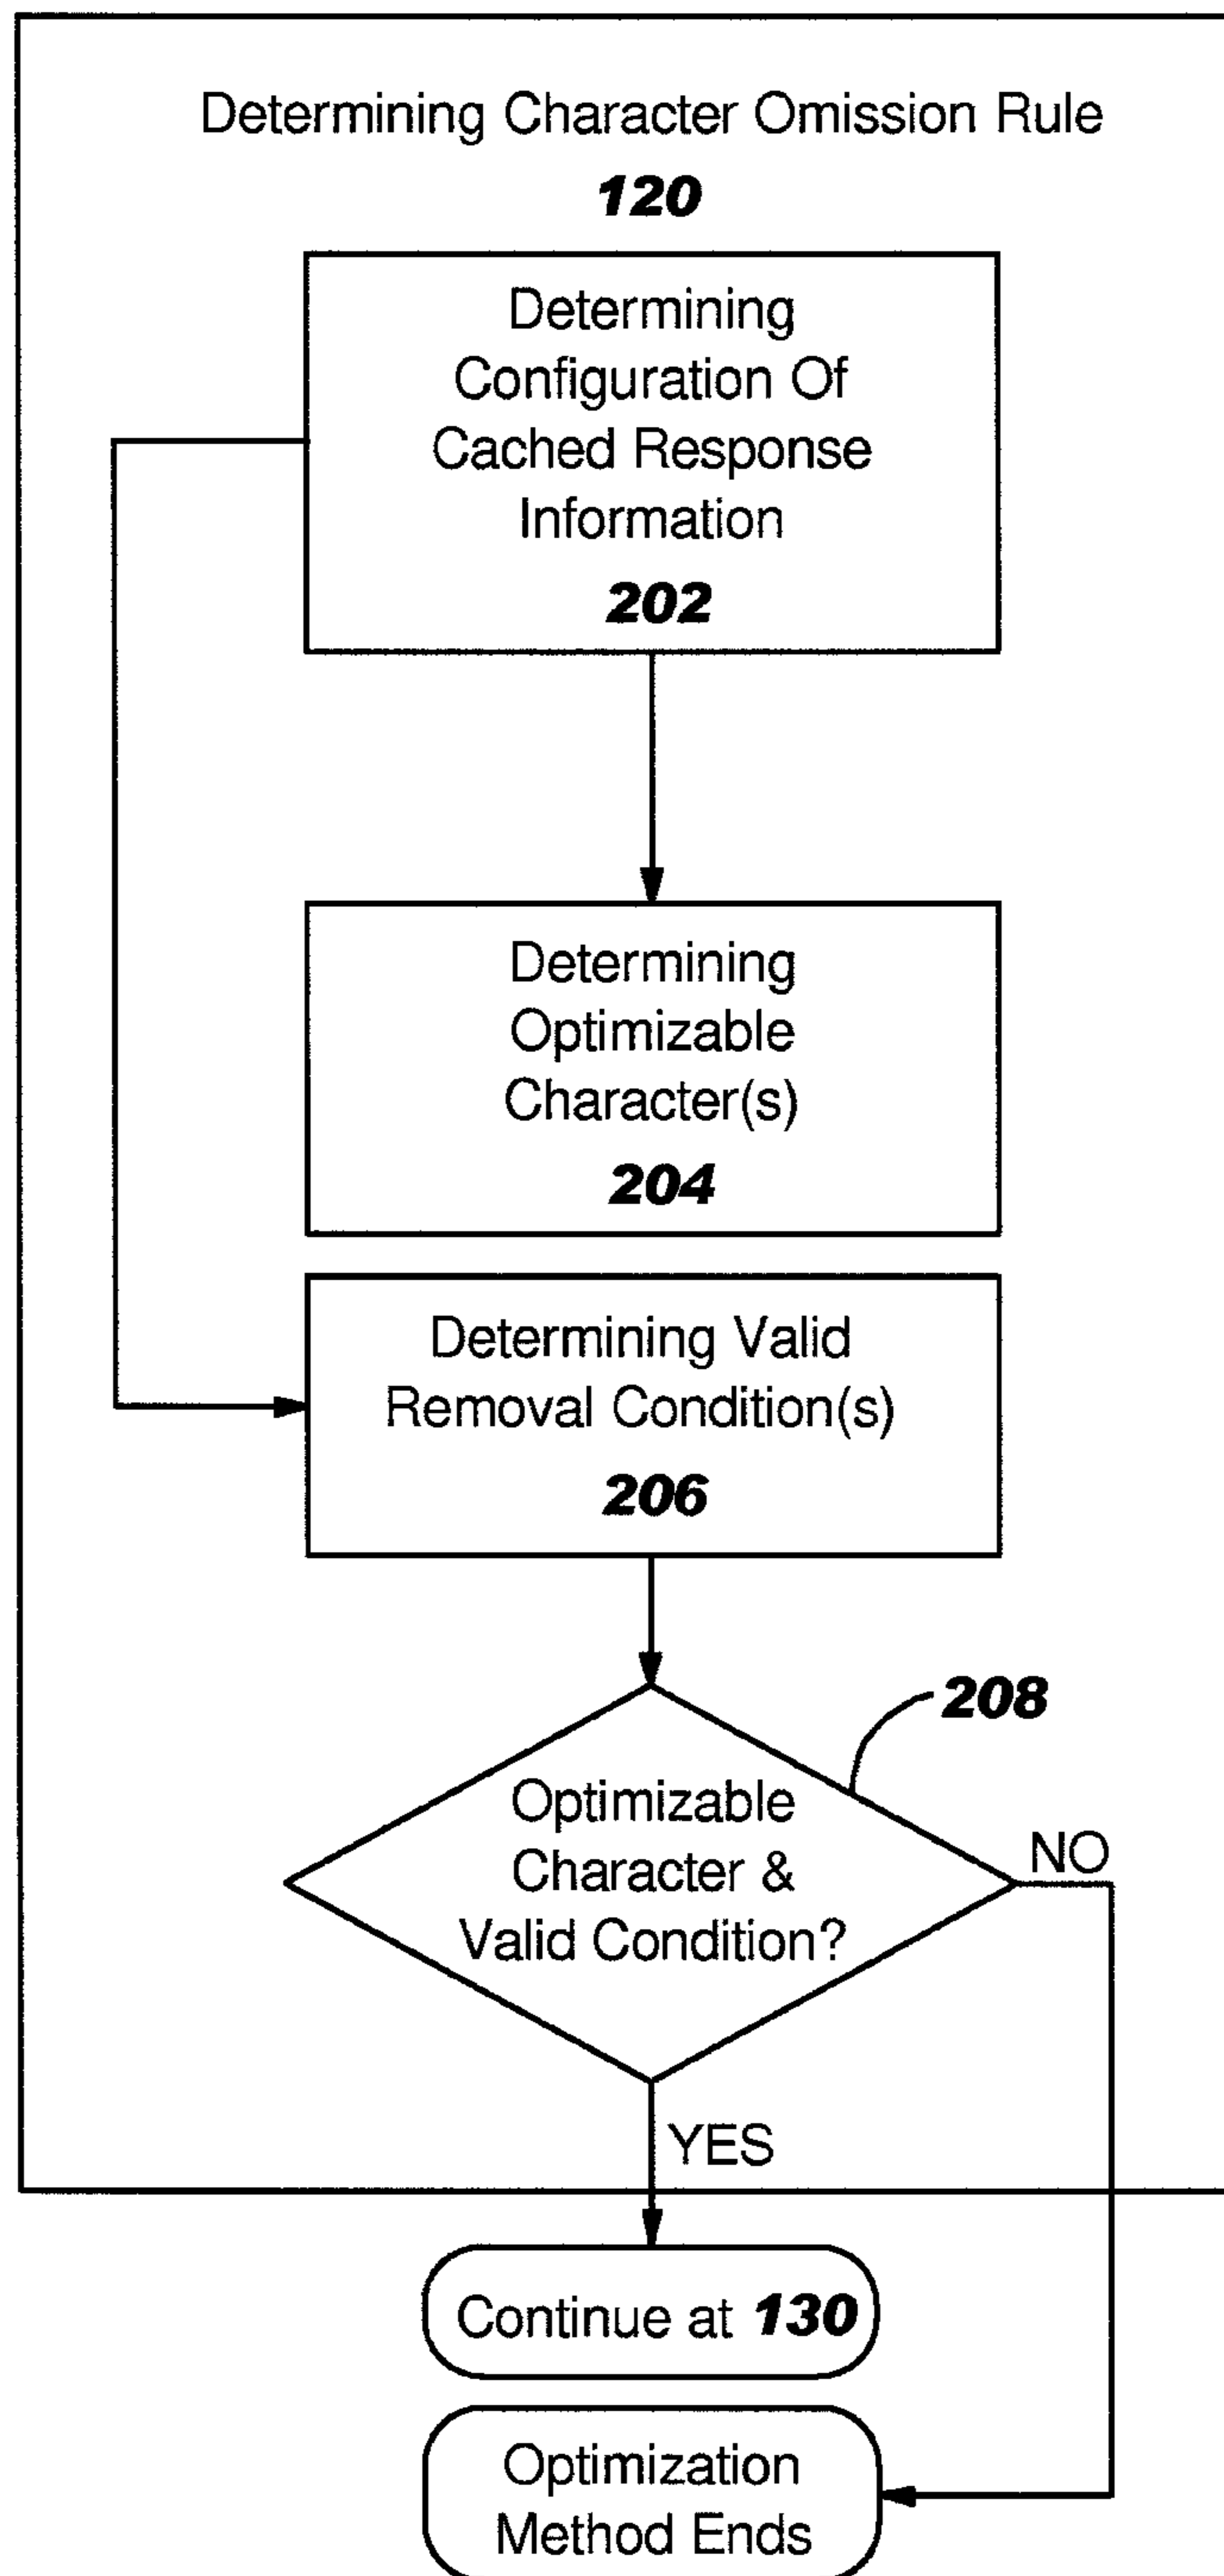 Determining Character Omission Rule
120
Determining
Configuration Of
Cached Response
Information
202
Determining
Optimizable
Character(s)
204
Determining Valid
Removal Condition(s)
206
208
Optimizable
Character &
Valid Condition?
NO
YES
Continue at 130
Optimization
Method Ends